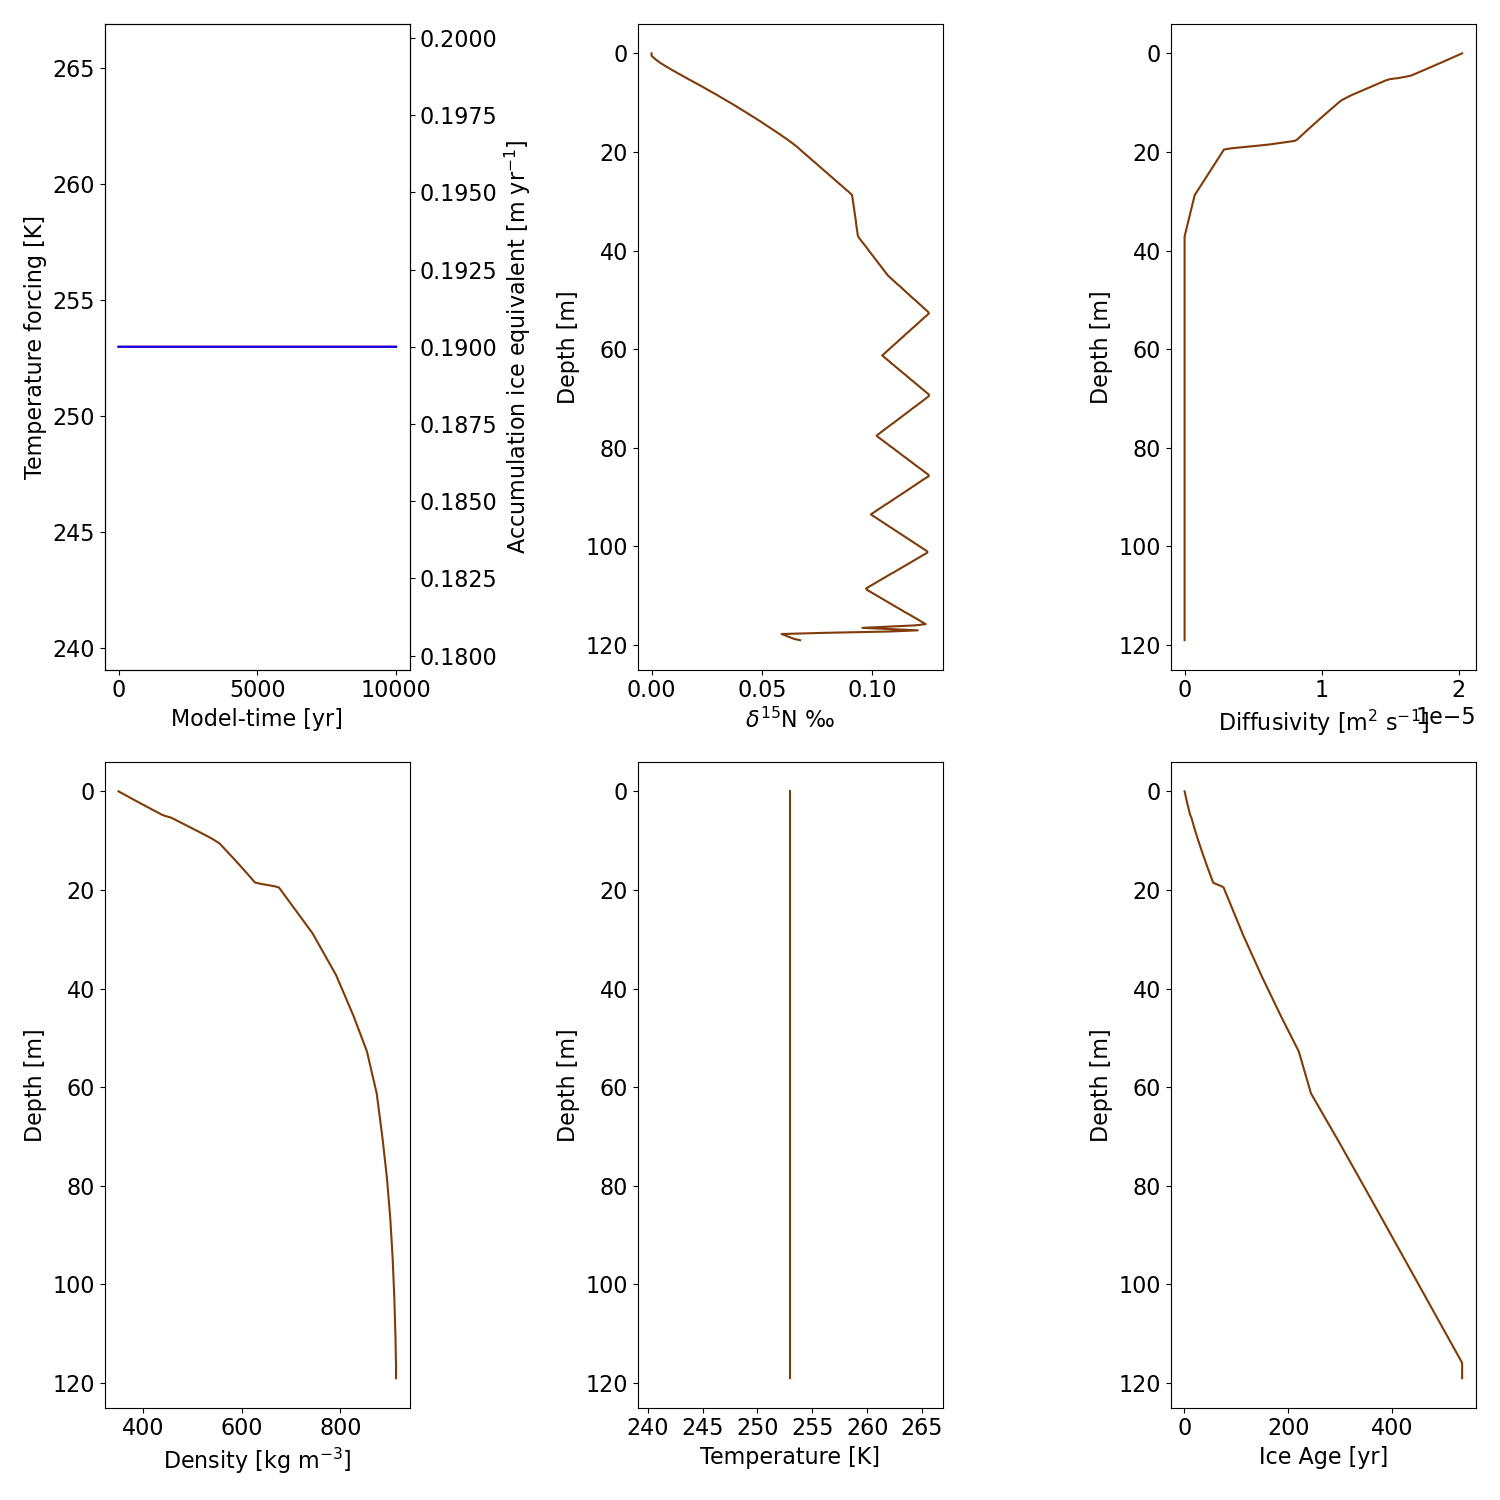 265
260
255
250
245
240
Temperature forcing [K]
0.2000
0.1975
0.1950
0.1925
0.1900
0.1875
0.1850
0.1825
0.1800
Accumulation ice equivalent [m yr⁻¹]
0 5000 10000
Model-time [yr]
0
20
40
60
80
100
120
Depth [m]
0.00 0.05 0.10
δ¹⁵N ‰
0
20
40
60
80
100
120
Depth [m]
0 1 2
Diffusivity [m² s⁻¹]
1e−5
0
20
40
60
80
100
120
Depth [m]
400 600 800
Density [kg m⁻³]
0
20
40
60
80
100
120
Depth [m]
240 245 250 255 260 265
Temperature [K]
0
20
40
60
80
100
120
Depth [m]
0 200 400
Ice Age [yr]